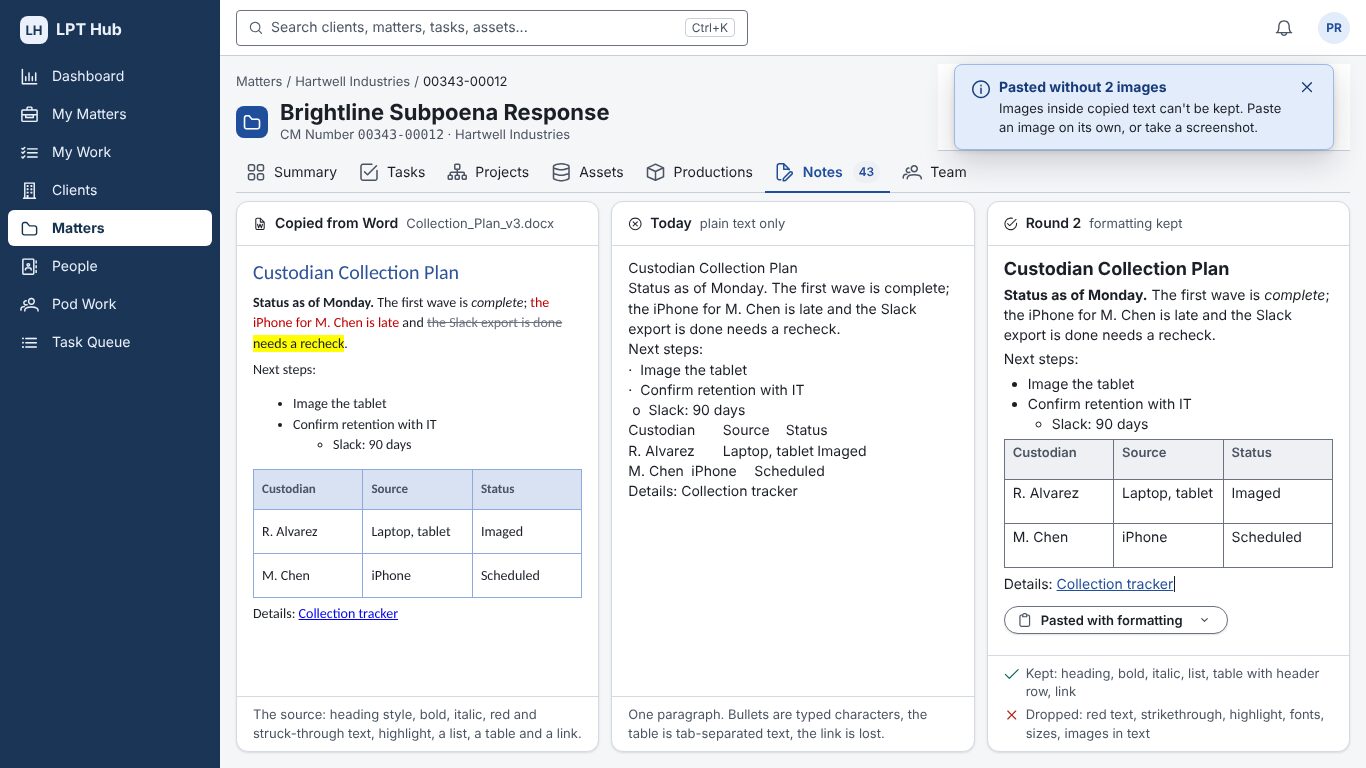 LH LPT Hub
Dashboard
My Matters
My Work
Clients
Matters
People
Pod Work
Task Queue
Search clients, matters, tasks, assets... Ctrl+K
PR
Matters / Hartwell Industries / 00343-00012
Brightline Subpoena Response
CM Number 00343-00012 · Hartwell Industries
Pasted without 2 images
Images inside copied text can't be kept. Paste
an image on its own, or take a screenshot.
Summary Tasks Projects Assets Productions Notes 43 Team
Copied from Word Collection_Plan_v3.docx
Custodian Collection Plan
Status as of Monday. The first wave is complete; the
iPhone for M. Chen is late and the Slack export is done
needs a recheck.
Next steps:
• Image the tablet
• Confirm retention with IT
◦ Slack: 90 days
Custodian Source Status
R. Alvarez Laptop, tablet Imaged
M. Chen iPhone Scheduled
Details: Collection tracker
The source: heading style, bold, italic, red and
struck-through text, highlight, a list, a table and a link.
Today plain text only
Custodian Collection Plan
Status as of Monday. The first wave is complete;
the iPhone for M. Chen is late and the Slack
export is done needs a recheck.
Next steps:
· Image the tablet
· Confirm retention with IT
o Slack: 90 days
Custodian Source Status
R. Alvarez Laptop, tablet Imaged
M. Chen iPhone Scheduled
Details: Collection tracker
One paragraph. Bullets are typed characters, the
table is tab-separated text, the link is lost.
Round 2 formatting kept
Custodian Collection Plan
Status as of Monday. The first wave is complete;
the iPhone for M. Chen is late and the Slack
export is done needs a recheck.
Next steps:
• Image the tablet
• Confirm retention with IT
◦ Slack: 90 days
Custodian Source Status
R. Alvarez Laptop, tablet Imaged
M. Chen iPhone Scheduled
Details: Collection tracker
Pasted with formatting
Kept: heading, bold, italic, list, table with header
row, link
Dropped: red text, strikethrough, highlight, fonts,
sizes, images in text